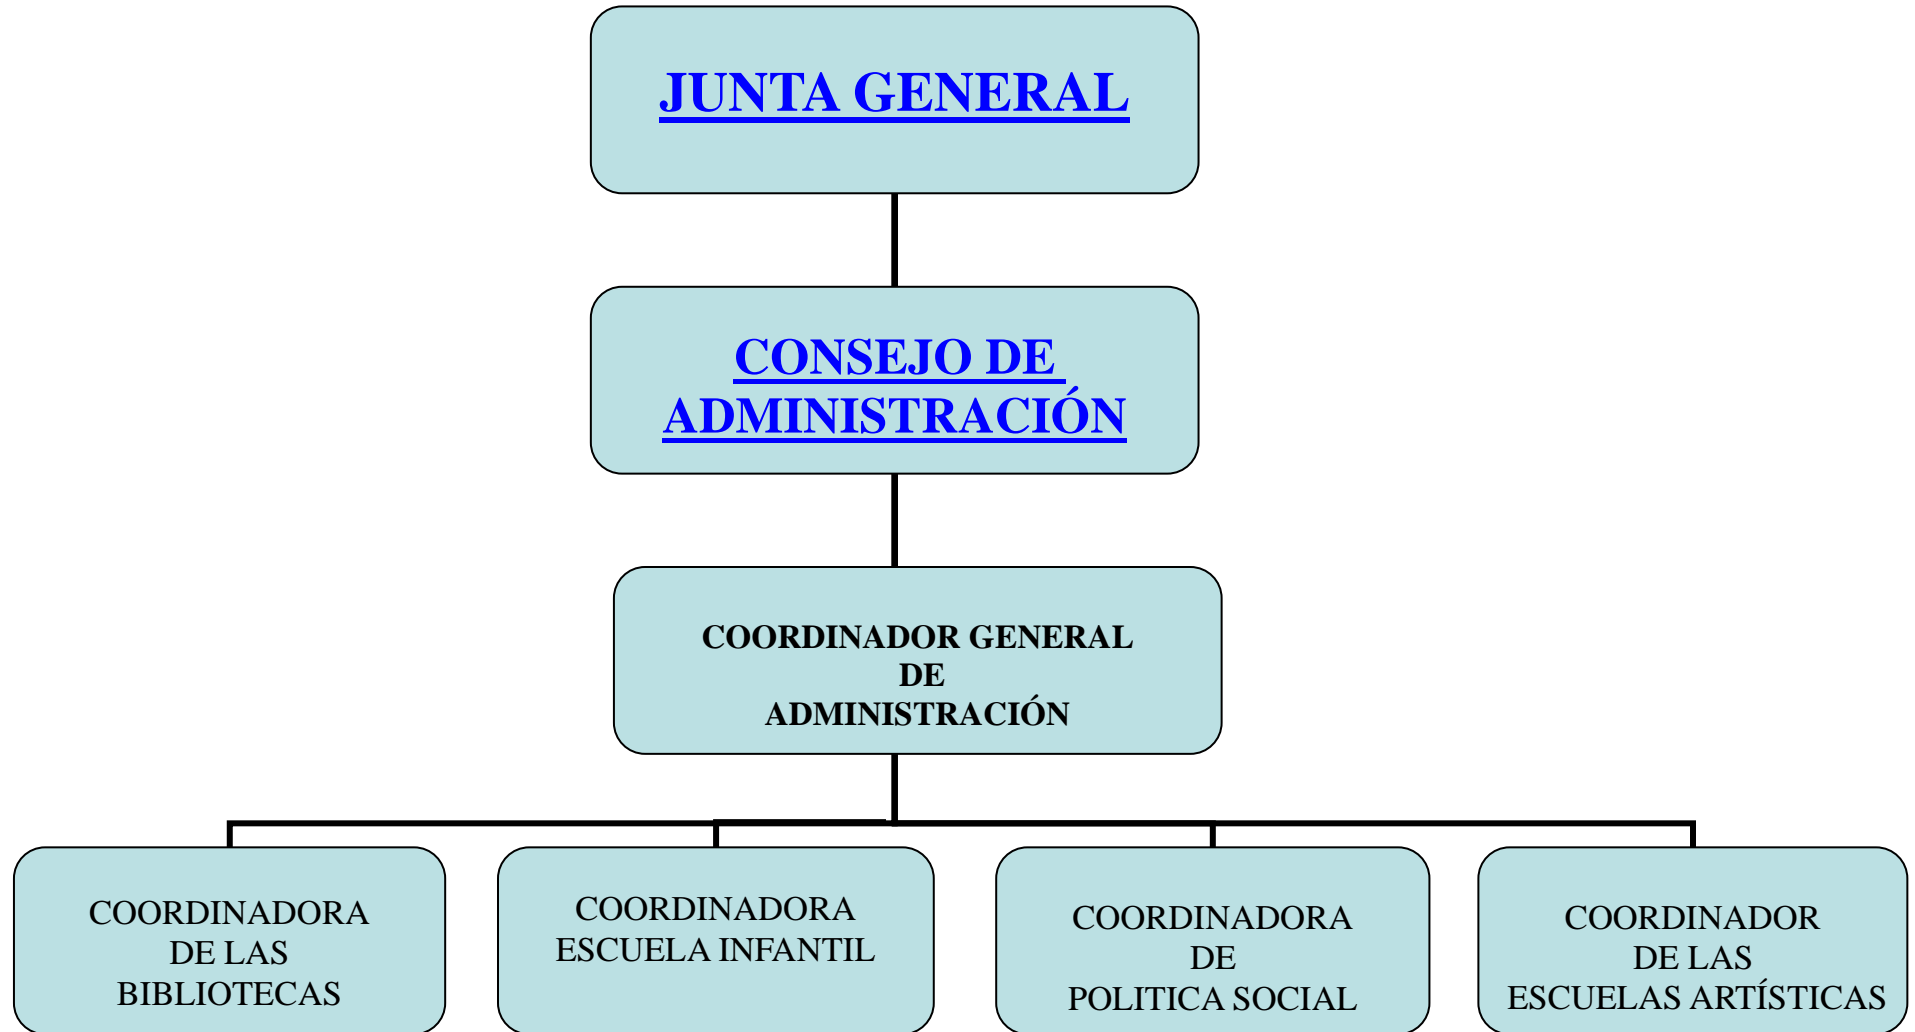 JUNTA GENERAL
CONSEJO DE
ADMINISTRACIÓN
COORDINADOR GENERAL
DE
ADMINISTRACIÓN
COORDINADORA
DE LAS
BIBLIOTECAS
COORDINADORA
ESCUELA INFANTIL
COORDINADORA
DE
POLITICA SOCIAL
COORDINADOR
DE LAS
ESCUELAS ARTÍSTICAS